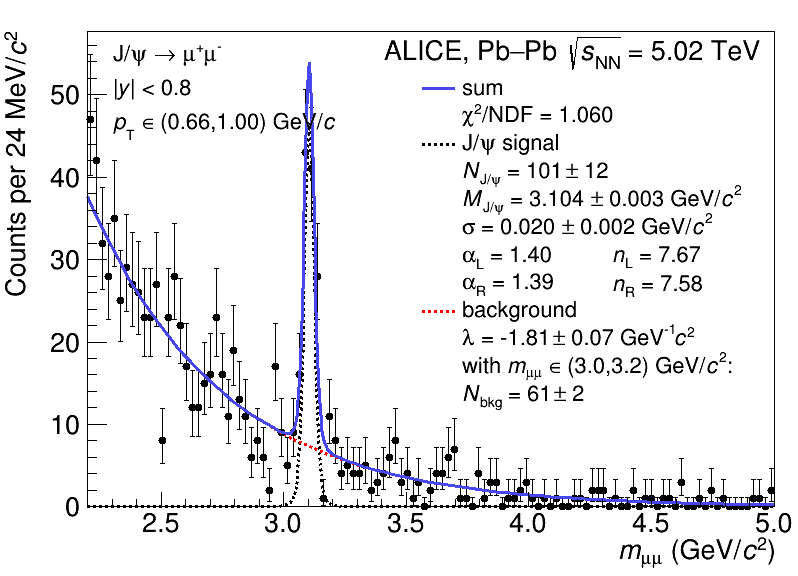 J/ψ → μ⁺μ⁻
|y| < 0.8
p_T ∈ (0.66,1.00) GeV/c
ALICE, Pb–Pb √s_NN = 5.02 TeV
sum
χ²/NDF = 1.060
J/ψ signal
N_J/ψ = 101 ± 12
M_J/ψ = 3.104 ± 0.003 GeV/c²
σ = 0.020 ± 0.002 GeV/c²
α_L = 1.40 n_L = 7.67
α_R = 1.39 n_R = 7.58
background
λ = -1.81 ± 0.07 GeV⁻¹c²
with m_μμ ∈ (3.0,3.2) GeV/c²:
N_bkg = 61 ± 2
Counts per 24 MeV/c²
50
40
30
20
10
0
2.5 3.0 3.5 4.0 4.5 5.0
m_μμ (GeV/c²)